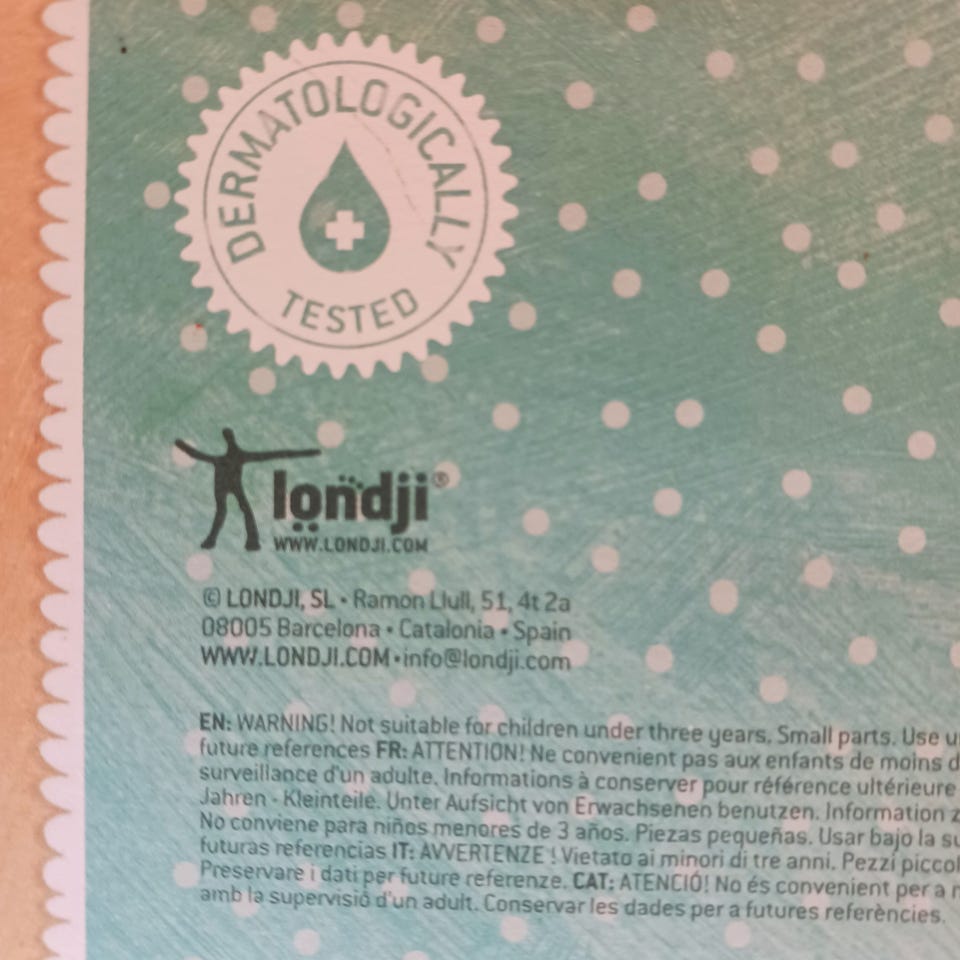 DERMATOLOGICALLY
TESTED
londji®
WWW.LONDJI.COM
© LONDJI, SL • Ramon Llull, 51, 4t 2a
08005 Barcelona • Catalonia • Spain
WWW.LONDJI.COM • info@londji.com
EN: WARNING! Not suitable for children under three years. Small parts. Use
future references FR: ATTENTION! Ne convenient pas aux enfants de moins
surveillance d'un adulte. Informations à conserver pour référence ultérieure
Jahren - Kleinteile. Unter Aufsicht von Erwachsenen benutzen. Information
No conviene para niños menores de 3 años. Piezas pequeñas. Usar bajo la
futuras referencias IT: AVVERTENZE ! Vietato ai minori di tre anni. Pezzi
Preservare i dati per future referenze. CAT: ATENCIÓ! No és convenient per a
amb la supervisió d'un adult. Conservar les dades per a futures referències.